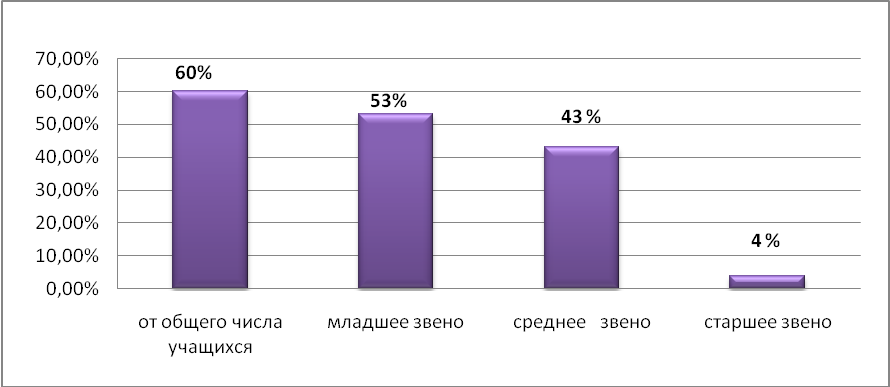 70,00%
60,00%
50,00%
40,00%
30,00%
20,00%
10,00%
0,00%
60%
53%
43 %
4 %
от общего числа
учащихся
младшее звено
среднее звено
старшее звено